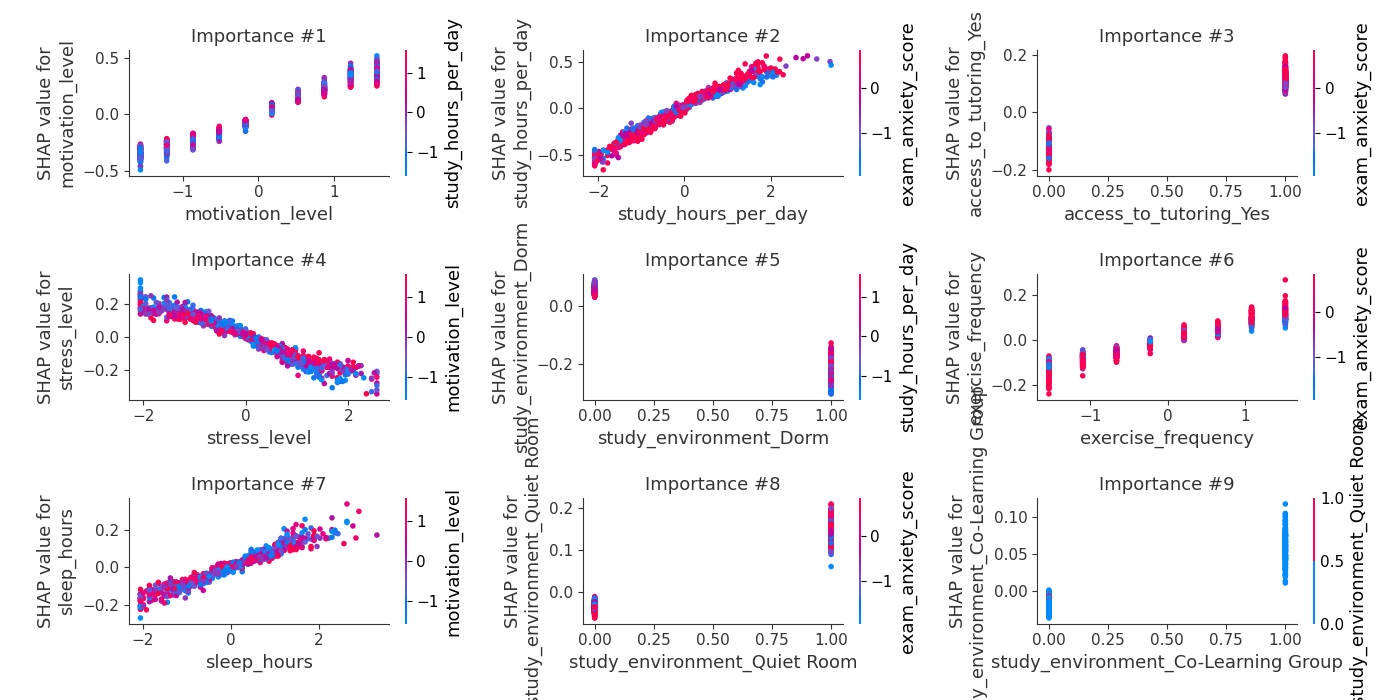 Importance #1
SHAP value for
motivation_level
0.5
0.0
−0.5
−1
0
1
motivation_level
1
0
−1
study_hours_per_day
Importance #2
SHAP value for
study_hours_per_day
0.5
0.0
−0.5
−2
0
2
study_hours_per_day
0
−1
exam_anxiety_score
Importance #3
SHAP value for
access_to_tutoring_Yes
0.2
0.0
−0.2
0.00
0.25
0.50
0.75
1.00
access_to_tutoring_Yes
0
−1
exam_anxiety_score
Importance #4
SHAP value for
stress_level
0.2
0.0
−0.2
−2
0
2
stress_level
1
0
−1
motivation_level
Importance #5
SHAP value for
study_environment_Dorm
0.0
−0.2
0.00
0.25
0.50
0.75
1.00
study_environment_Dorm
1
0
−1
study_hours_per_day
Importance #6
SHAP value for
exercise_frequency
0.2
0.0
−0.2
−1
0
1
exercise_frequency
0
−1
exam_anxiety_score
Importance #7
SHAP value for
sleep_hours
0.2
0.0
−0.2
−2
0
2
sleep_hours
1
0
−1
motivation_level
Importance #8
SHAP value for
study_environment_Quiet Room
0.2
0.1
0.0
0.00
0.25
0.50
0.75
1.00
study_environment_Quiet Room
0
−1
exam_anxiety_score
Importance #9
SHAP value for
y_environment_Co-Learning Group
0.10
0.05
0.00
0.00
0.25
0.50
0.75
1.00
study_environment_Co-Learning Group
1.0
0.5
0.0
study_environment_Quiet Room